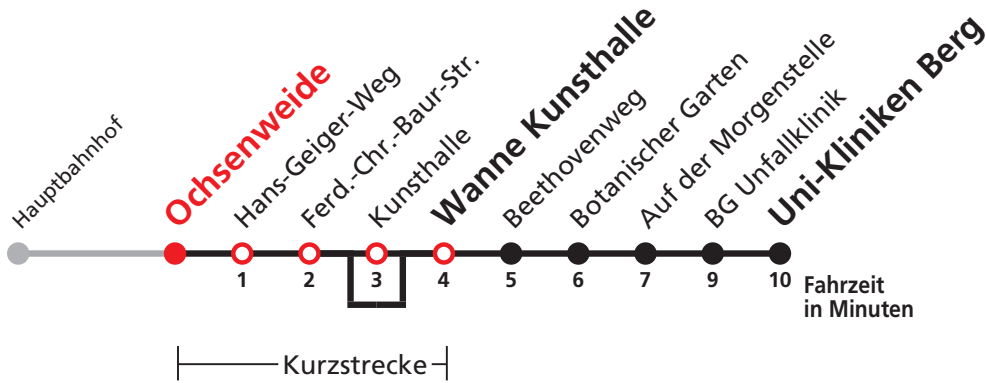 Hauptbahnhof
Ochsenweide
Hans-Geiger-Weg
Ferd.-Chr.-Baur-Str.
Kunsthalle
Wanne Kunsthalle
Beethovenweg
Botanischer Garten
Auf der Morgenstelle
BG Unfallklinik
Uni-Kliniken Berg
1 2 3 4 5 6 7 9 10
Fahrzeit
in Minuten
Kurzstrecke